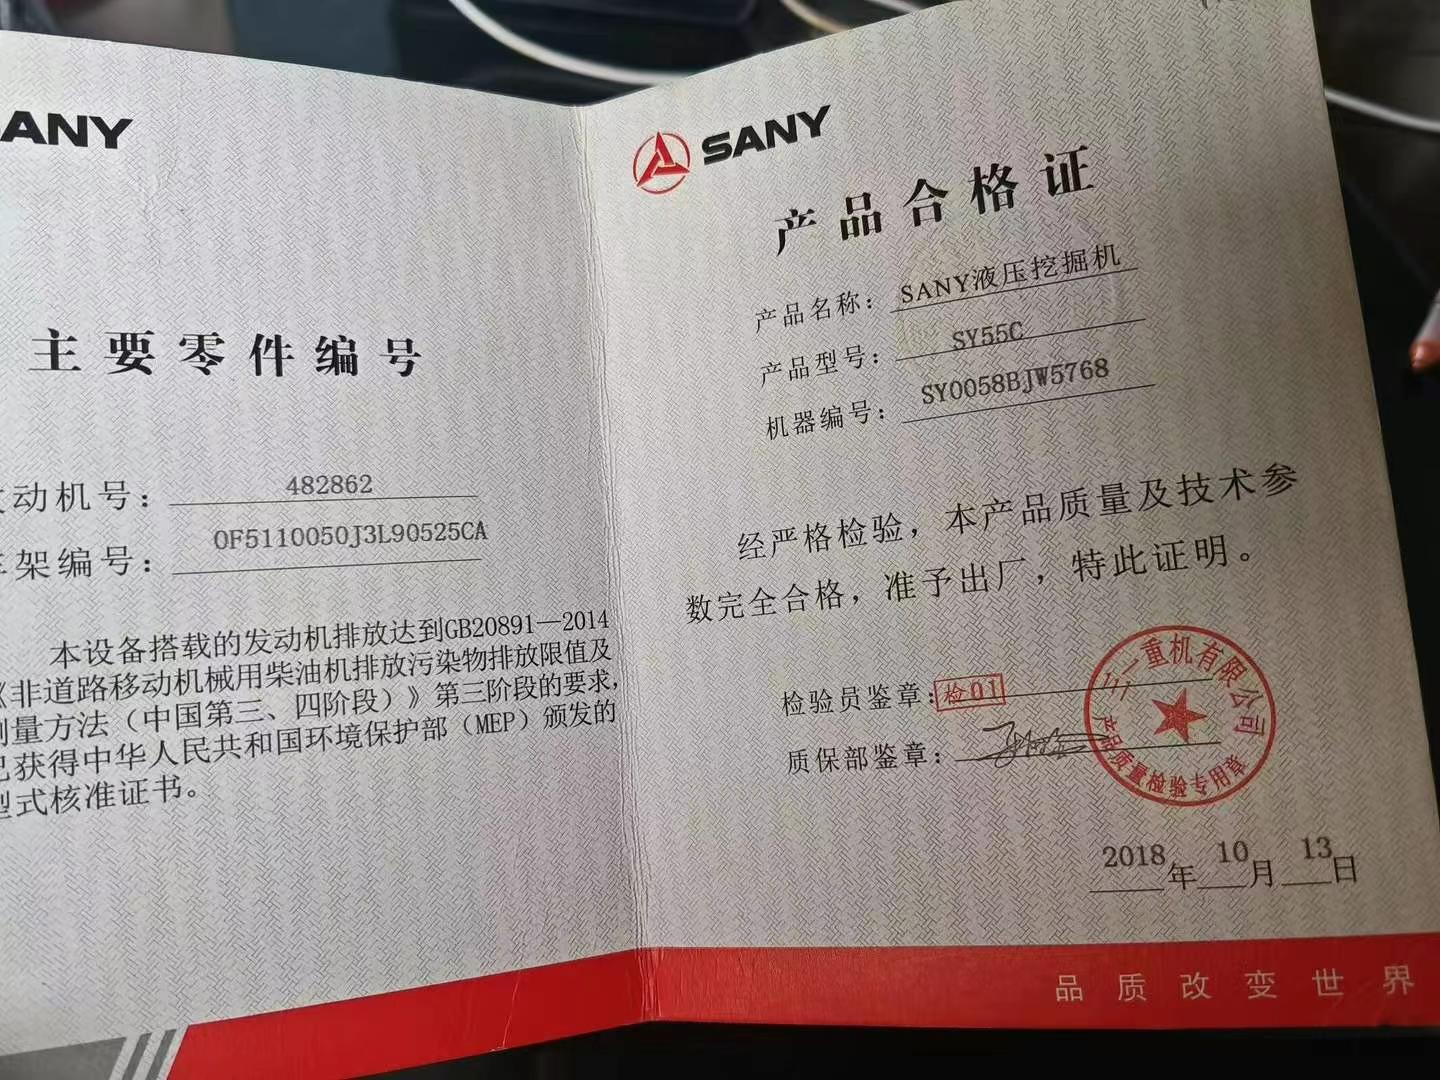 SANY
主要零件编号
发动机号：482862
车架编号：OF5110050J3L90525CA
本设备搭载的发动机排放达到GB20891—2014
《非道路移动机械用柴油机排放污染物排放限值及
测量方法（中国第三、四阶段）》第三阶段的要求,
已获得中华人民共和国环境保护部（MEP）颁发的
型式核准证书。
SANY
产品合格证
产品名称：SANY液压挖掘机
产品型号：SY55C
机器编号：SY0058BJW5768
经严格检验，本产品质量及技术参
数完全合格，准予出厂，特此证明。
检验员鉴章：检01
质保部鉴章：
三一重机有限公司
产品质量检验专用章
2018年10月13日
品质改变世界